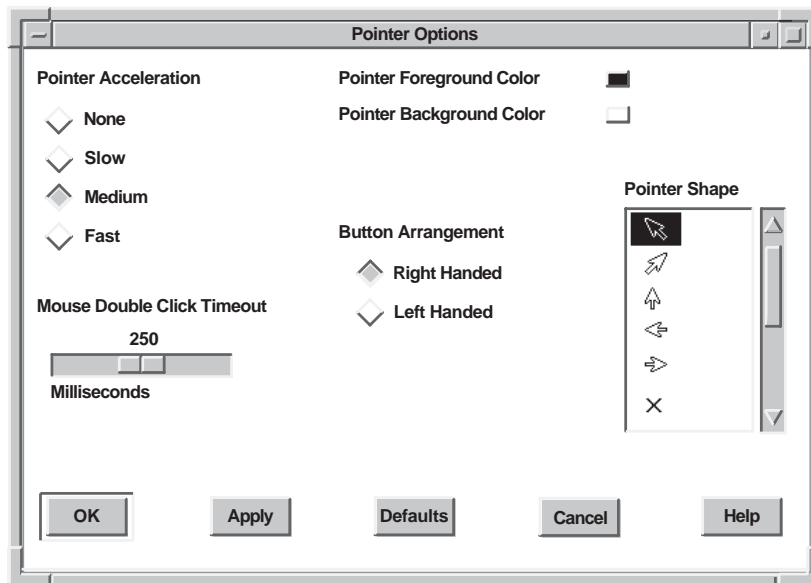 Pointer Options
Pointer Acceleration
None
Slow
Medium
Fast
Mouse Double Click Timeout
250
Milliseconds
Pointer Foreground Color
Pointer Background Color
Button Arrangement
Right Handed
Left Handed
Pointer Shape
OK
Apply
Defaults
Cancel
Help